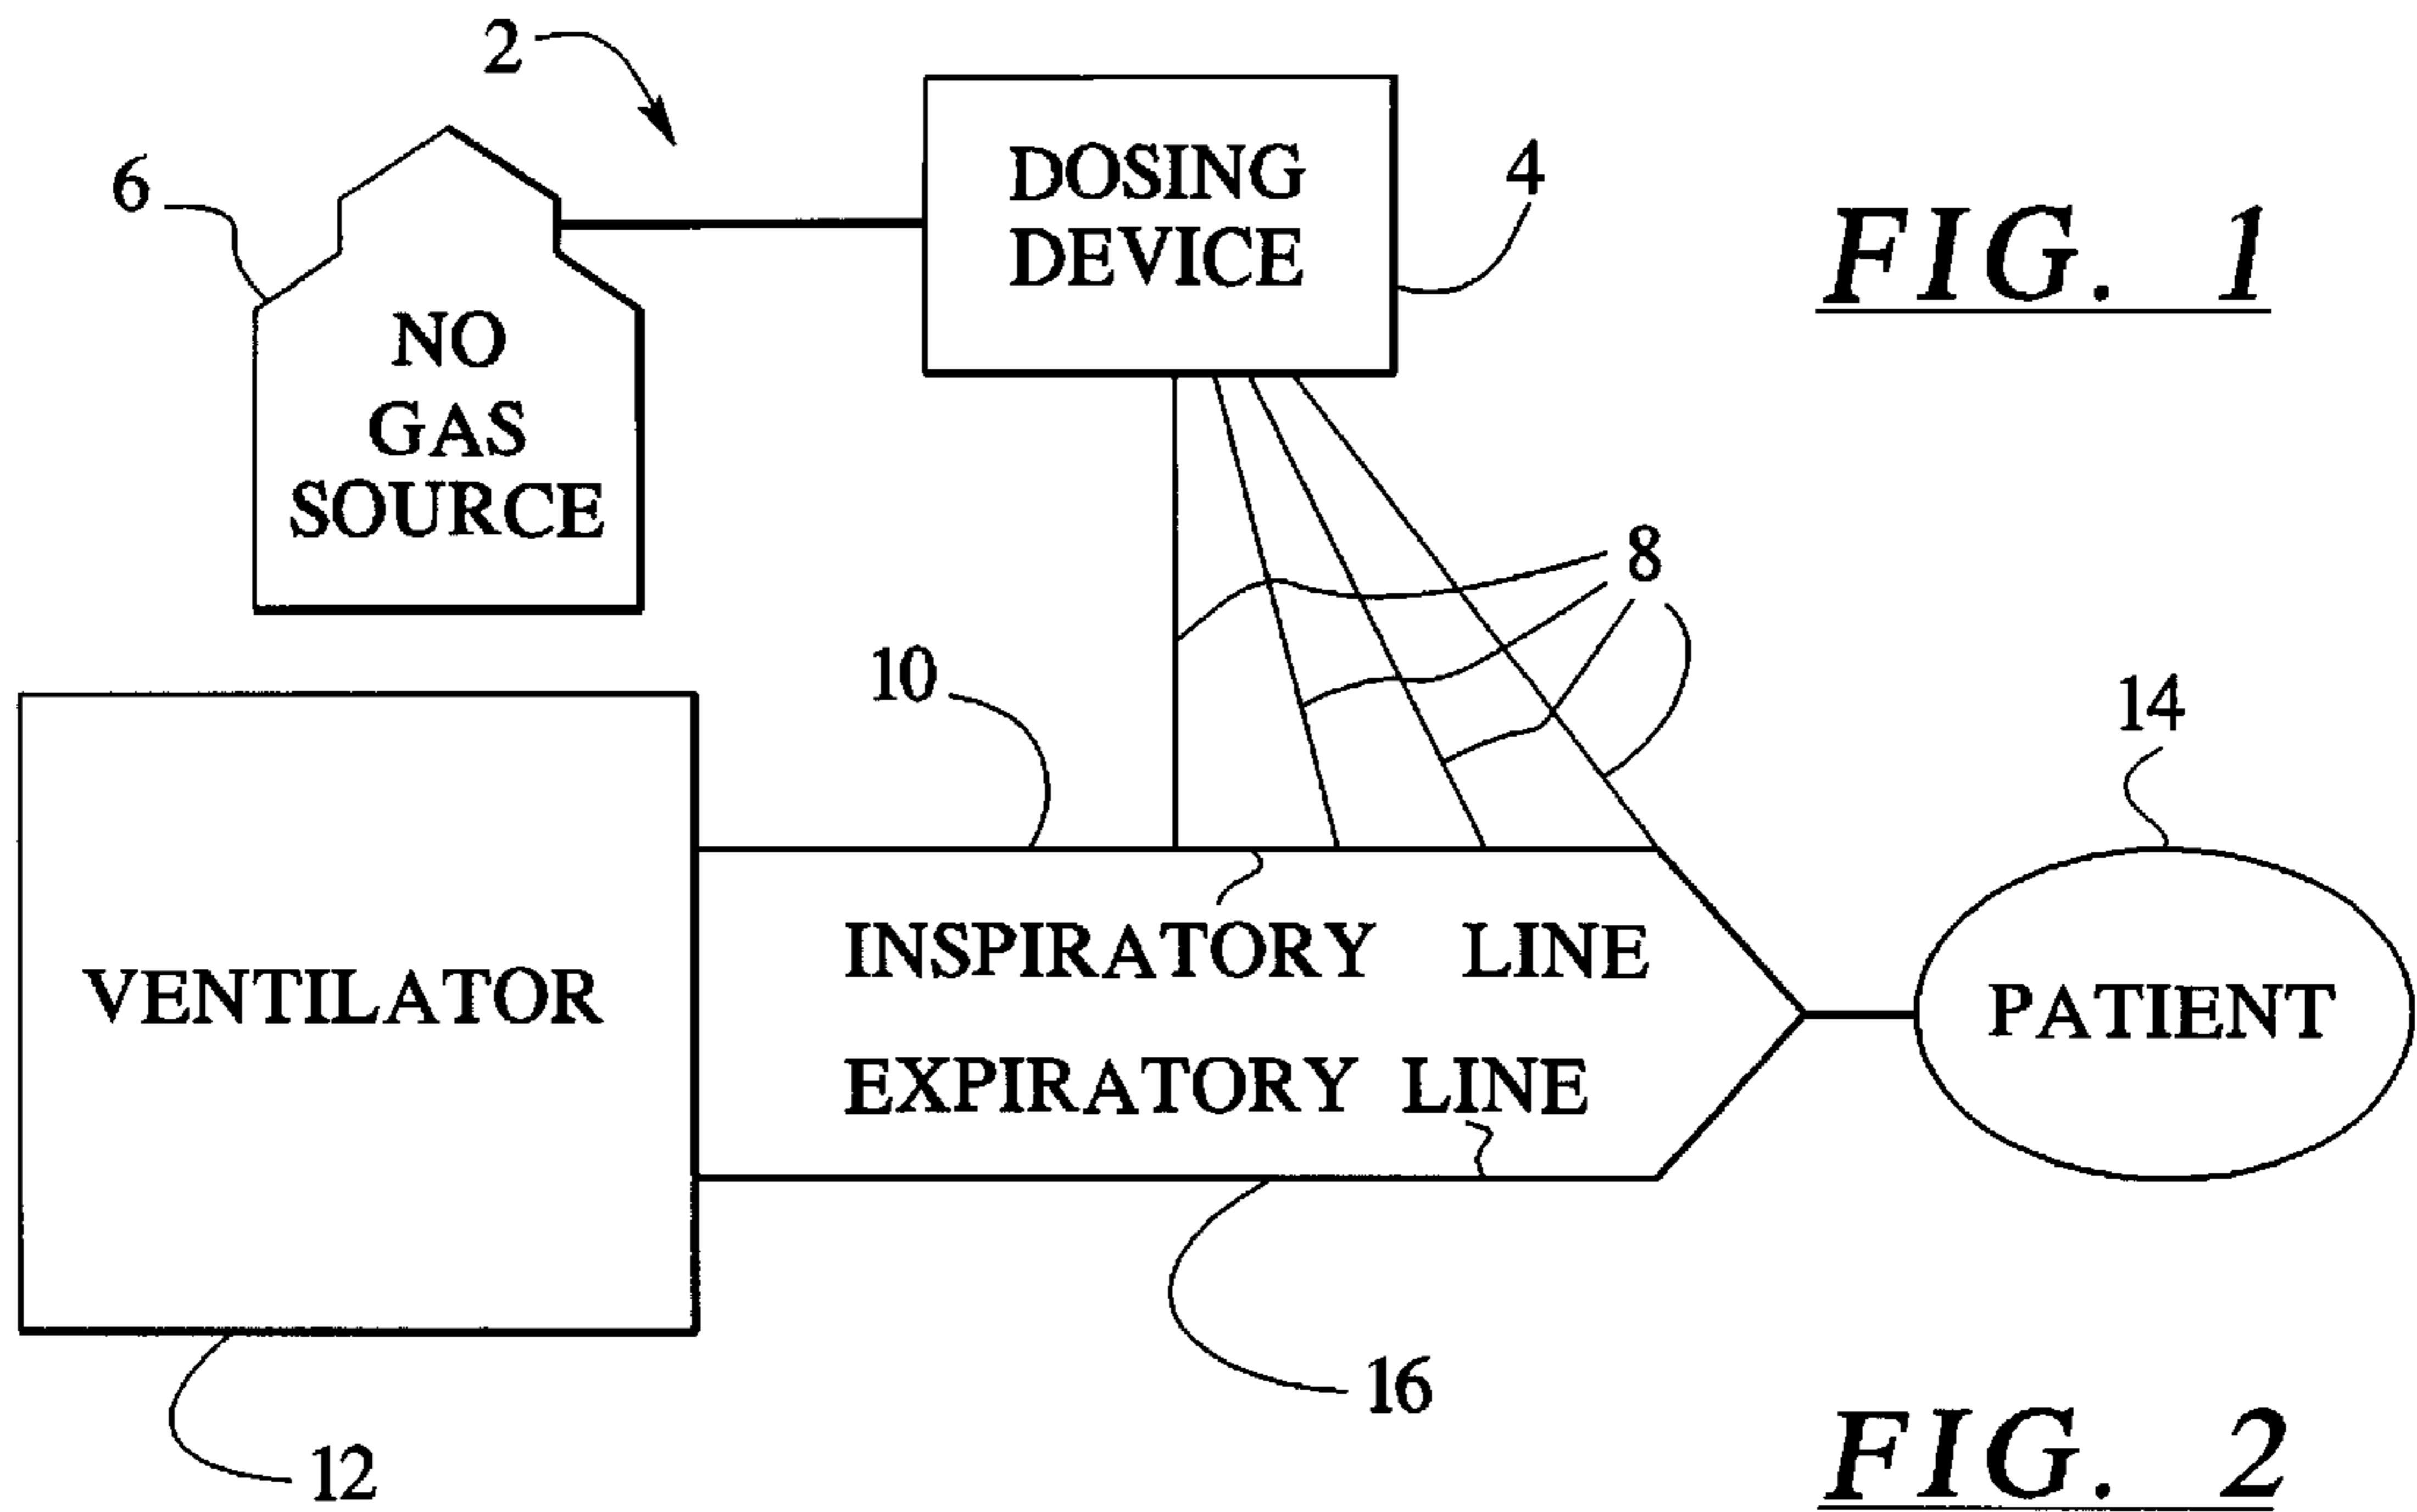 2
DOSING
DEVICE
4
FIG. 1
6
NO
GAS
SOURCE
8
10
14
INSPIRATORY LINE
VENTILATOR
PATIENT
EXPIRATORY LINE
16
12
FIG. 2